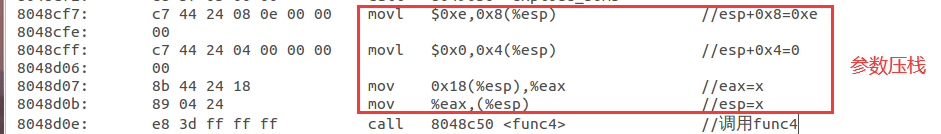 8048cf7: c7 44 24 08 0e 00 00 movl $0xe,0x8(%esp) //esp+0x8=0xe
8048cfe: 00
8048cff: c7 44 24 04 00 00 00 movl $0x0,0x4(%esp) //esp+0x4=0
8048d06: 00
8048d07: 8b 44 24 18 mov 0x18(%esp),%eax //eax=x
8048d0b: 89 04 24 mov %eax,(%esp) //esp=x
8048d0e: e8 3d ff ff ff call 8048c50 <func4> //调用func4
参数压栈